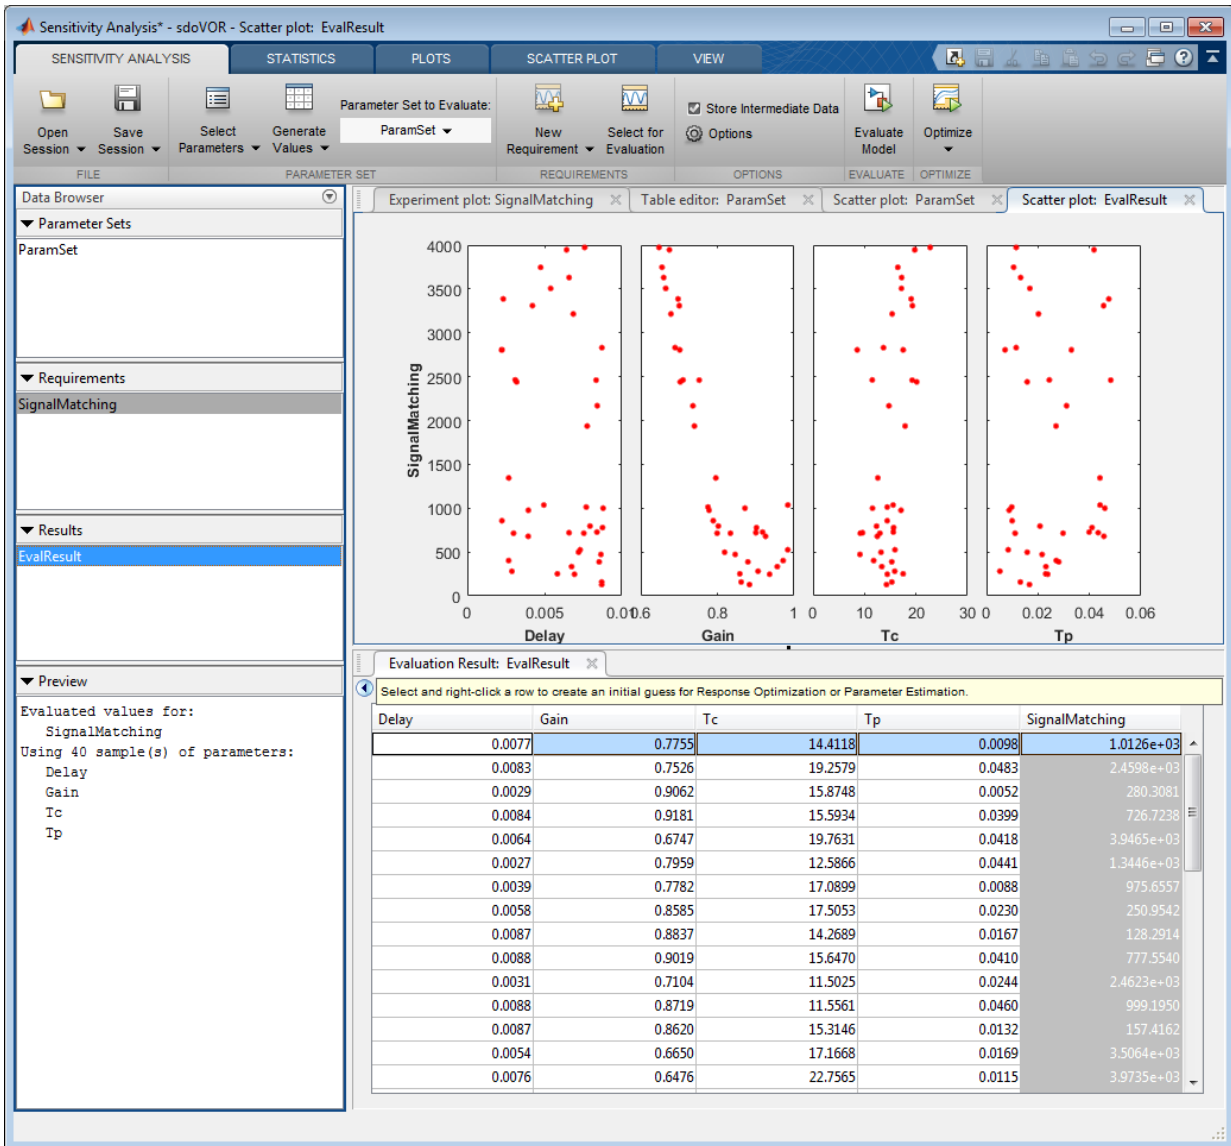 Sensitivity Analysis* - sdoVOR - Scatter plot: EvalResult
SENSITIVITY ANALYSIS STATISTICS PLOTS SCATTER PLOT VIEW
Open Session Save Session Select Parameters Generate Values Parameter Set to Evaluate: ParamSet New Requirement Select for Evaluation Store Intermediate Data Options Evaluate Model Optimize
FILE PARAMETER SET REQUIREMENTS OPTIONS EVALUATE OPTIMIZE
Data Browser
Parameter Sets
ParamSet
Requirements
SignalMatching
Results
EvalResult
Preview
Evaluated values for:
SignalMatching
Using 40 sample(s) of parameters:
Delay
Gain
Tc
Tp
Experiment plot: SignalMatching Table editor: ParamSet Scatter plot: ParamSet Scatter plot: EvalResult
SignalMatching
4000
3500
3000
2500
2000
1500
1000
500
0
0 0.005 0.01 0.6 0.8 1 0 10 20 30 0 0.02 0.04 0.06
Delay Gain Tc Tp
Evaluation Result: EvalResult
Select and right-click a row to create an initial guess for Response Optimization or Parameter Estimation.
Delay Gain Tc Tp SignalMatching
0.0077 0.7755 14.4118 0.0098 1.0126e+03
0.0083 0.7526 19.2579 0.0483 2.4598e+03
0.0029 0.9062 15.8748 0.0052 280.3081
0.0084 0.9181 15.5934 0.0399 726.7238
0.0064 0.6747 19.7631 0.0418 3.9465e+03
0.0027 0.7959 12.5866 0.0441 1.3446e+03
0.0039 0.7782 17.0899 0.0088 975.6557
0.0058 0.8585 17.5053 0.0230 250.9542
0.0087 0.8837 14.2689 0.0167 128.2914
0.0088 0.9019 15.6470 0.0410 777.5540
0.0031 0.7104 11.5025 0.0244 2.4623e+03
0.0088 0.8719 11.5561 0.0460 999.1950
0.0087 0.8620 15.3146 0.0132 157.4162
0.0054 0.6650 17.1668 0.0169 3.5064e+03
0.0076 0.6476 22.7565 0.0115 3.9735e+03